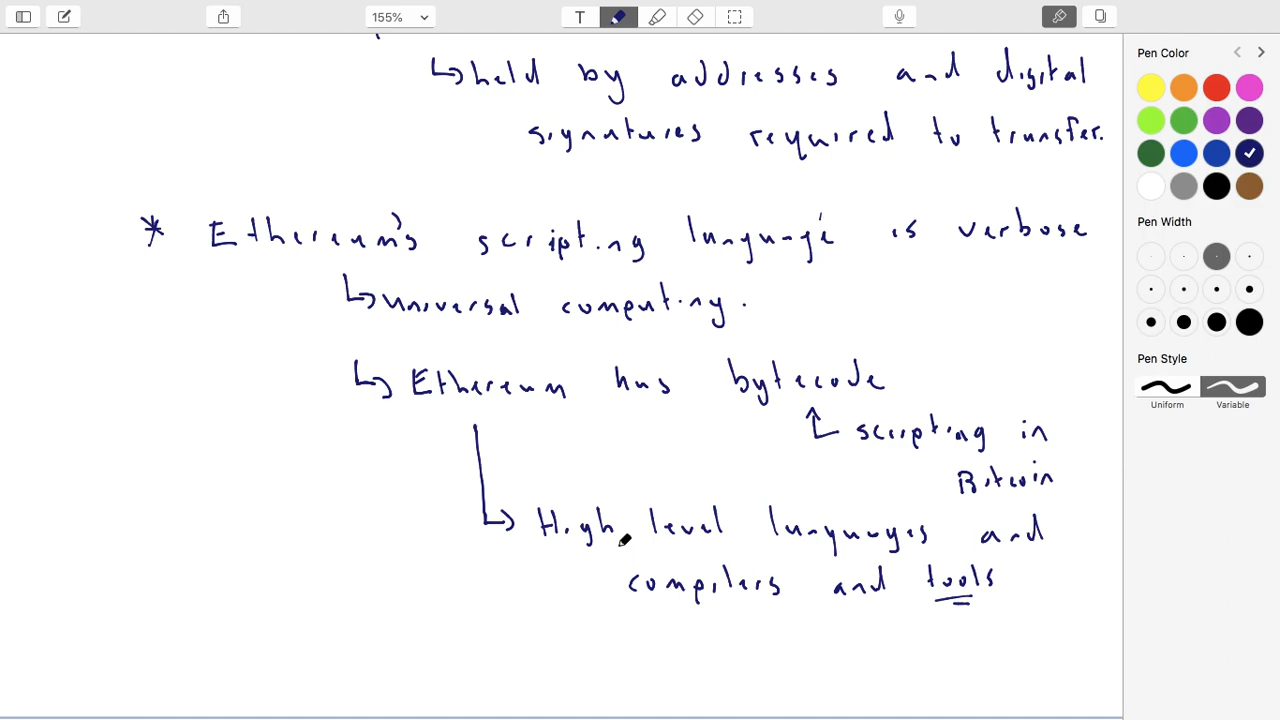 155%
T
Pen Color
↳ held by addresses and digital
signatures required to transfer.
* Ethereum's scripting language is verbose
↳ universal computing.
↳ Ethereum has bytecode
↳ scripting in
Bitcoin
↳ High level languages and
compilers and tools
Pen Width
Pen Style
Uniform Variable